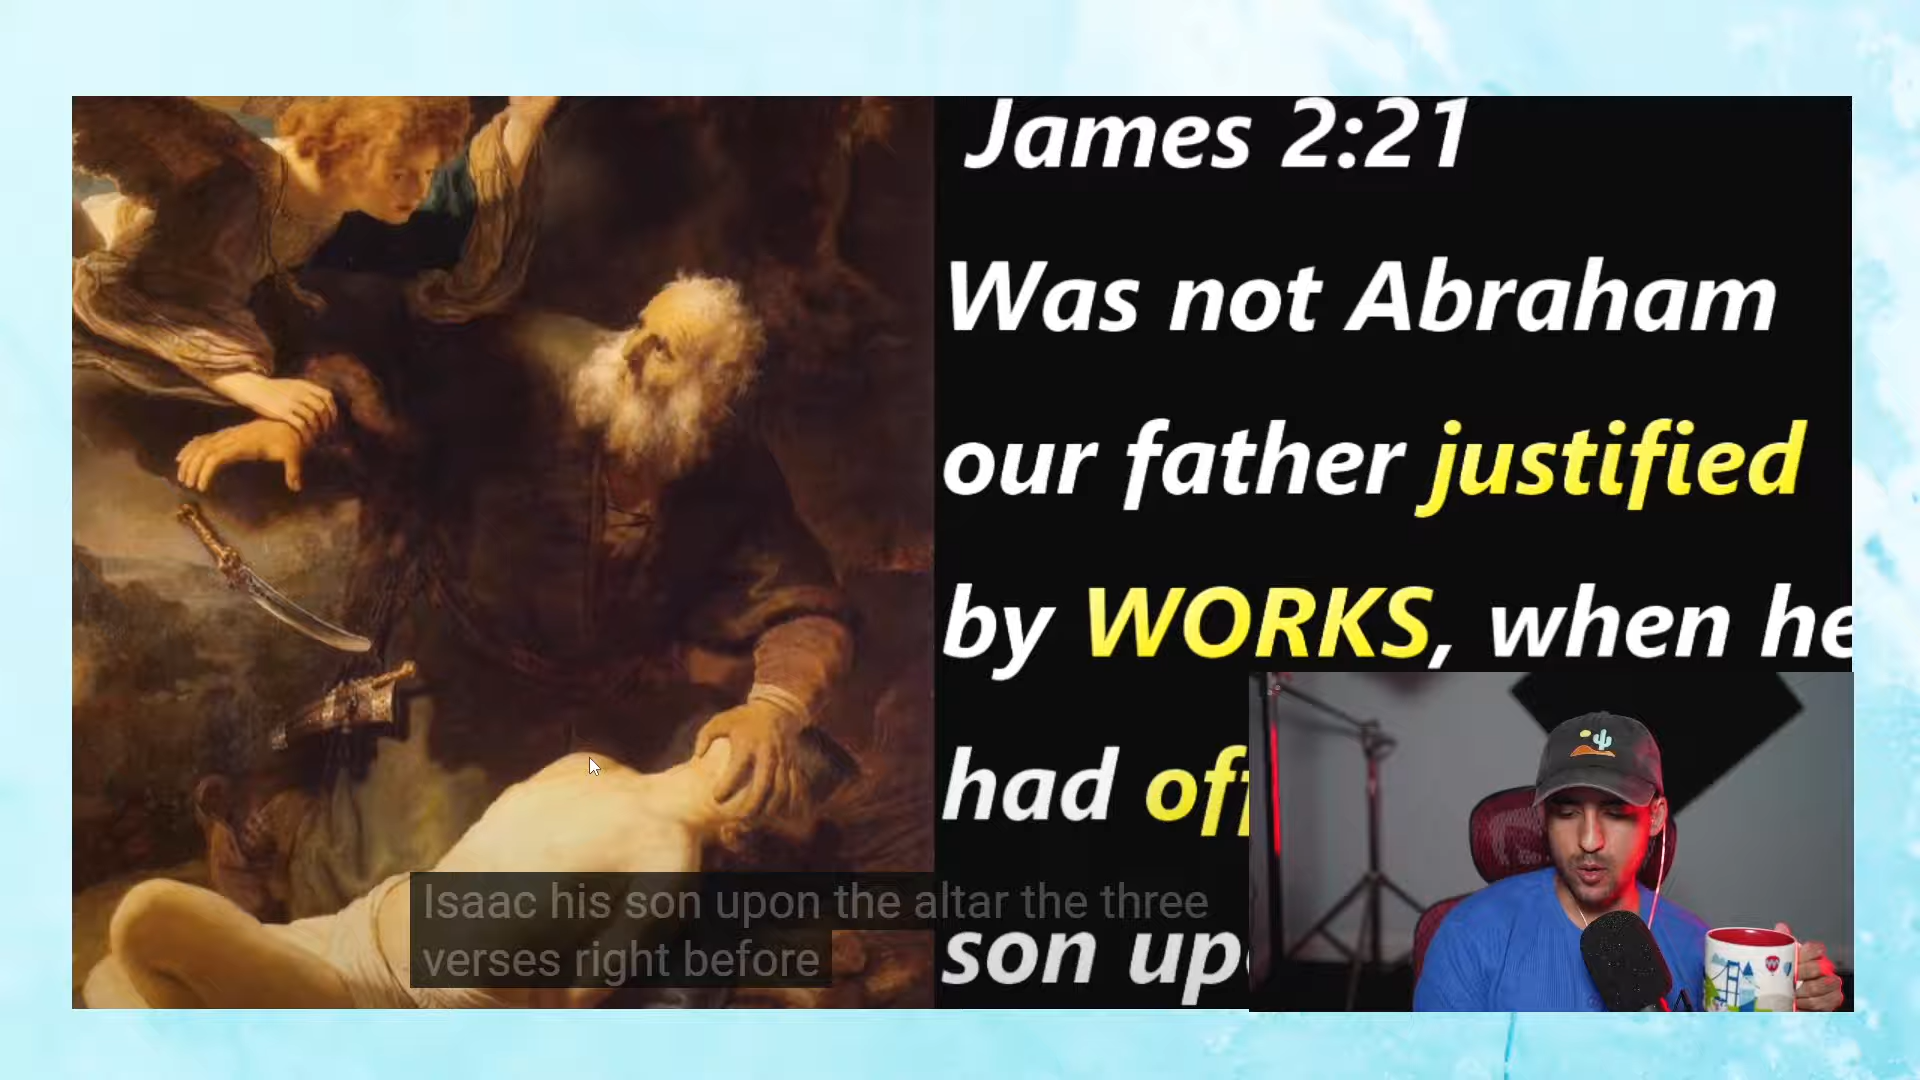 James 2:21
Was not Abraham
our father justified
by WORKS, when he
had off
son up
Isaac his son upon the altar the three
verses right before